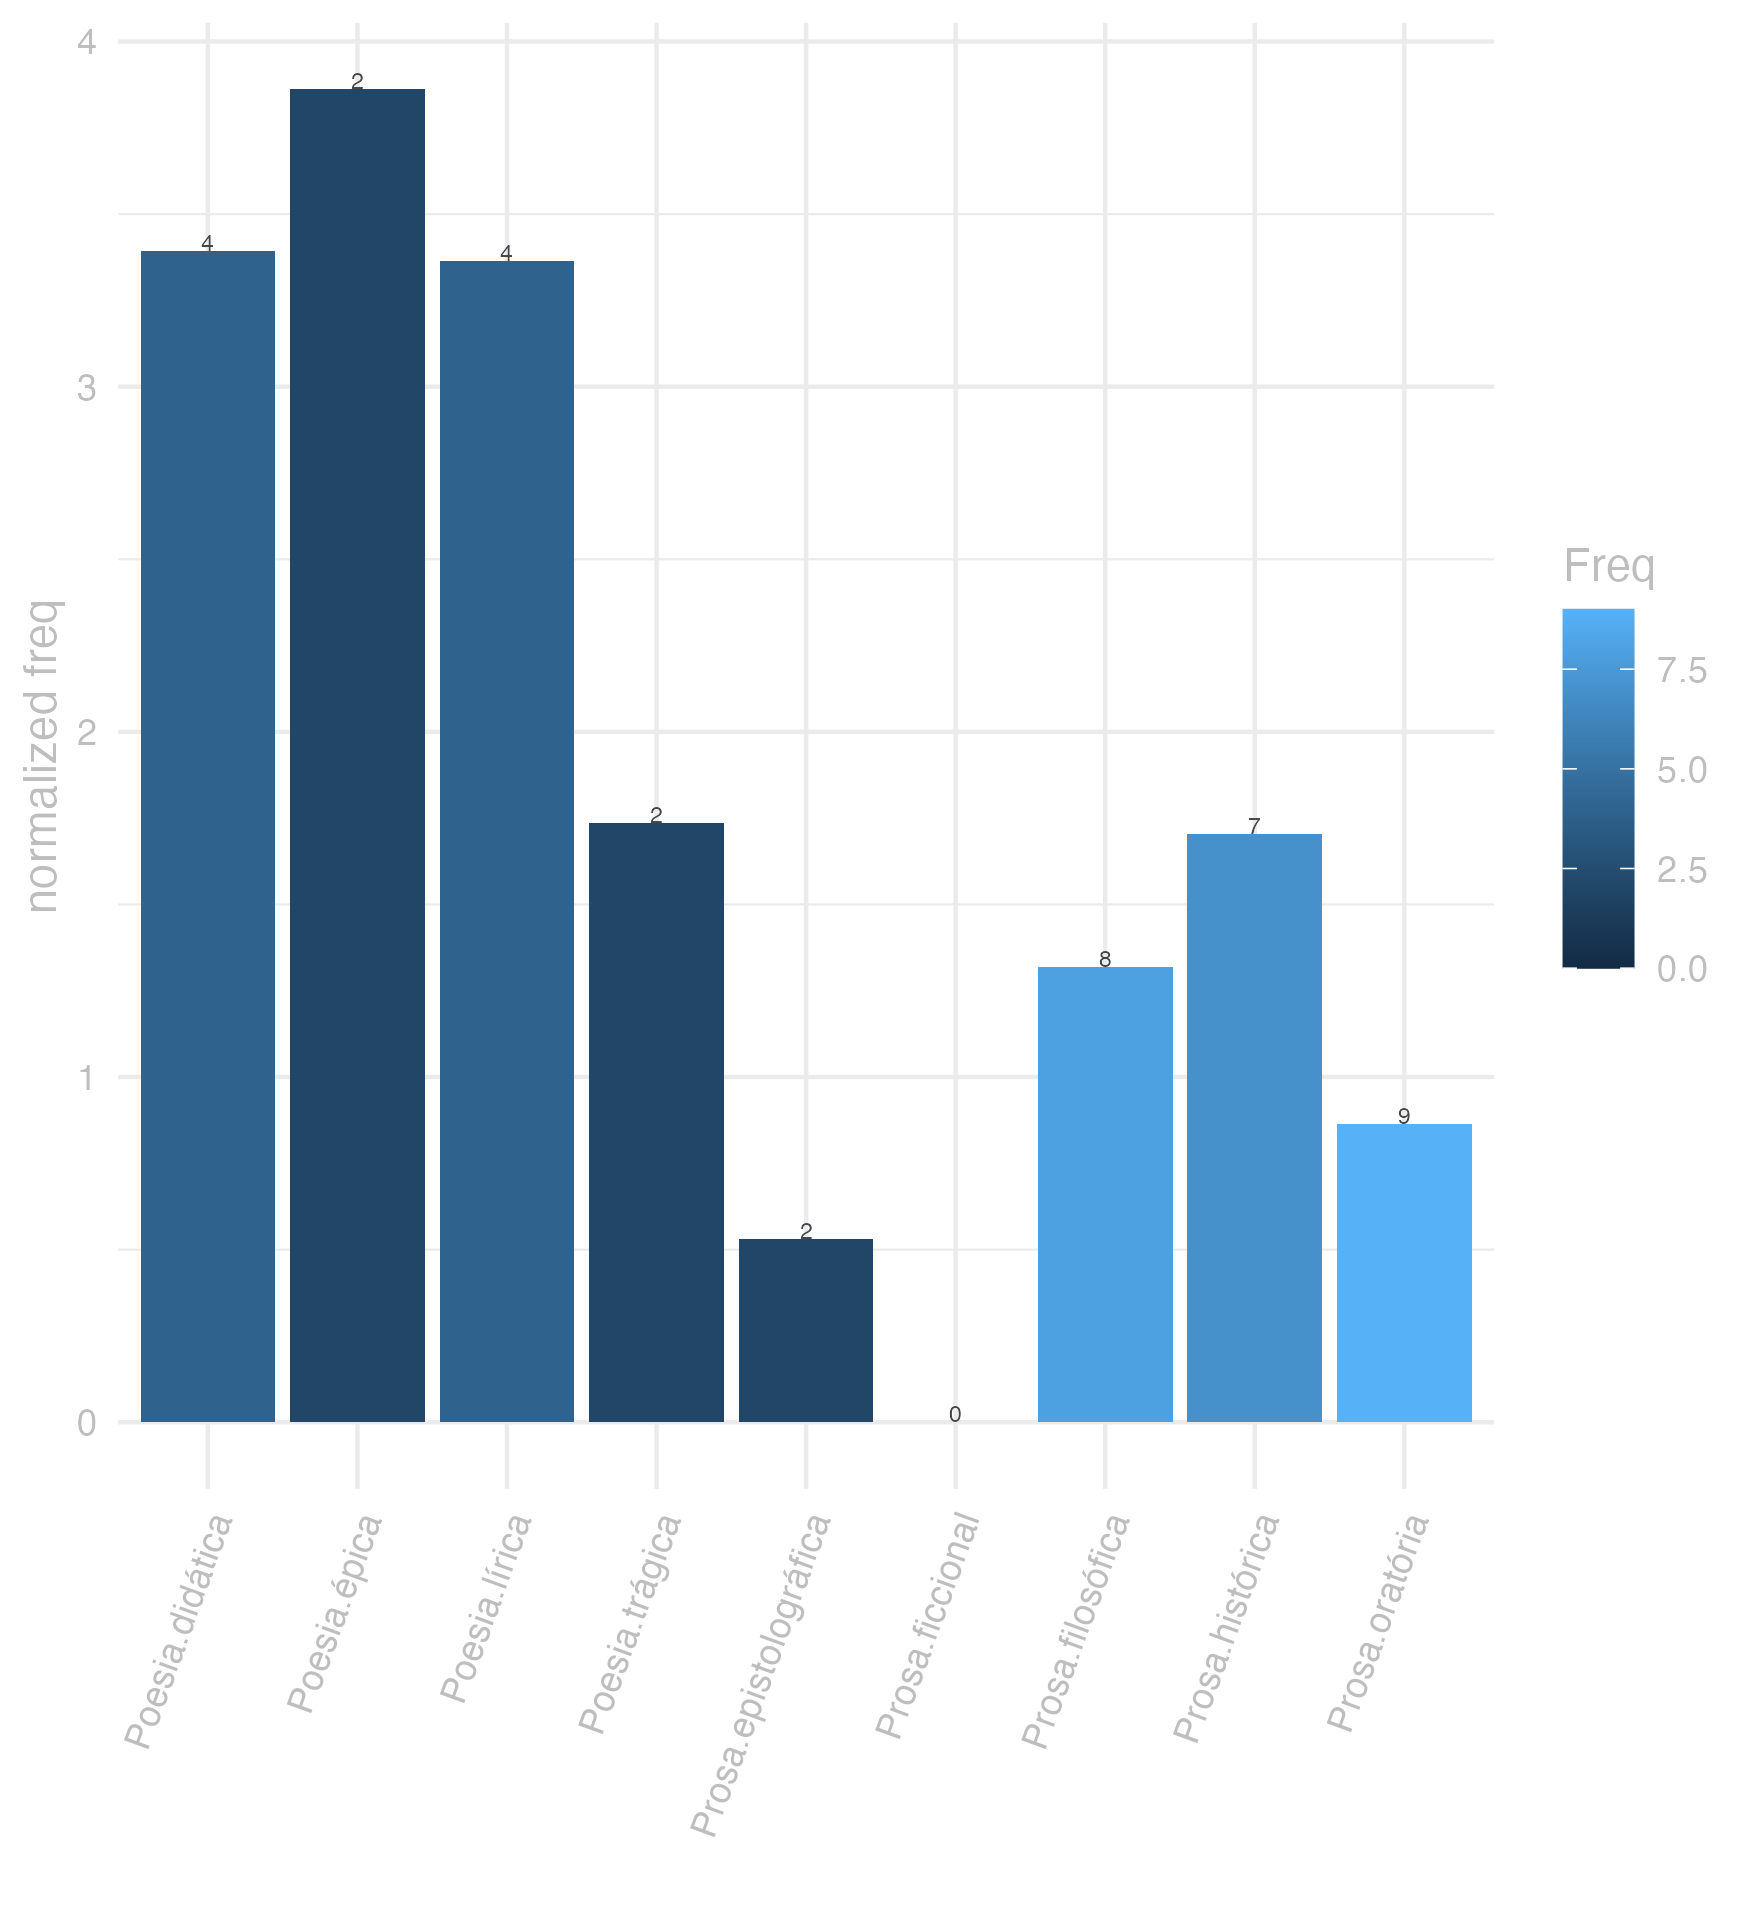 4
3
2
1
0
normalized freq
4
2
4
2
2
0
8
7
9
Poesia.didática
Poesia.épica
Poesia.lírica
Poesia.trágica
Prosa.epistolográfica
Prosa.ficcional
Prosa.filosófica
Prosa.histórica
Prosa.oratória
Freq
7.5
5.0
2.5
0.0